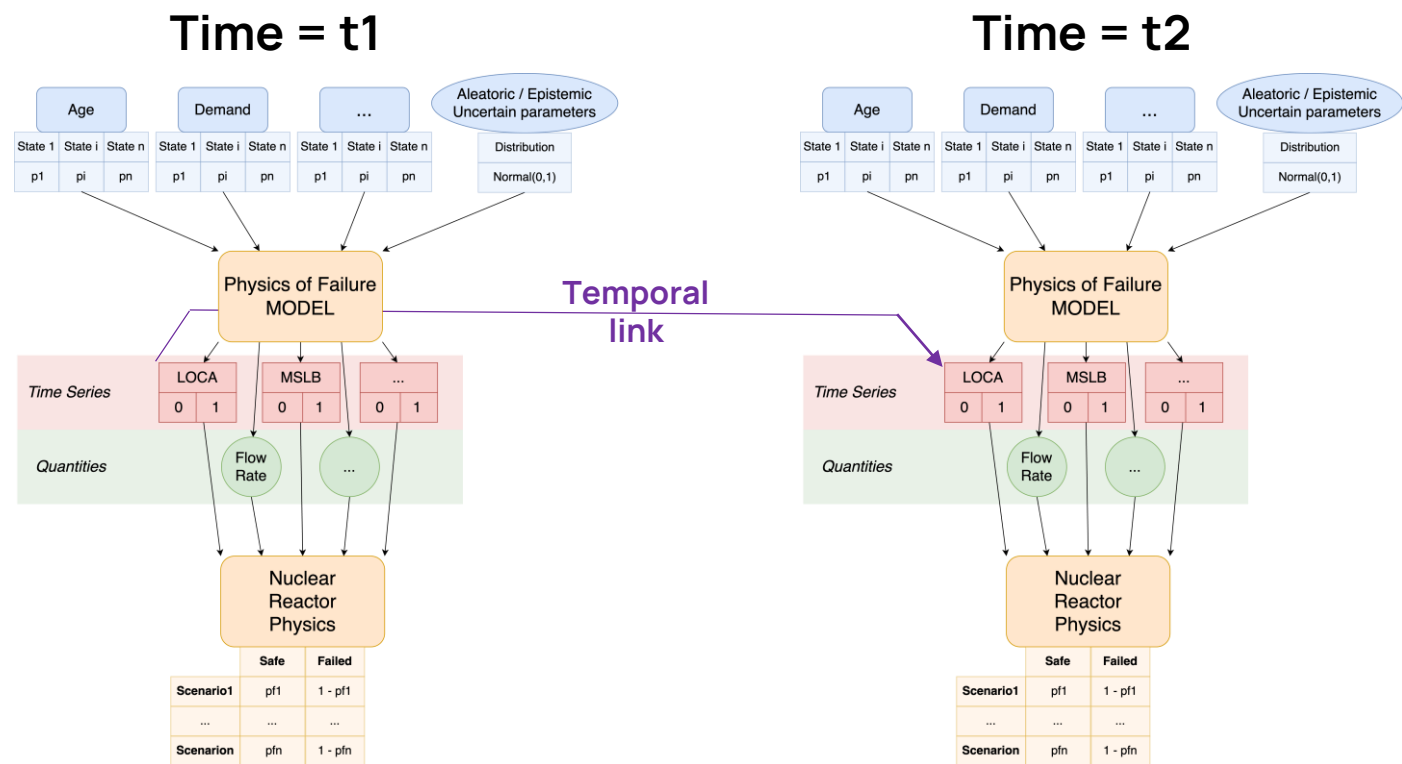 Time = t1
Age
Demand
...
Aleatoric / Epistemic
Uncertain parameters
State 1 State i State n
State 1 State i State n
State 1 State i State n
Distribution
p1 pi pn
p1 pi pn
p1 pi pn
Normal(0,1)
Physics of Failure
MODEL
Time Series
LOCA
0 1
MSLB
0 1
...
0 1
Quantities
Flow
Rate
...
Nuclear
Reactor
Physics
Safe Failed
Scenario1 pf1 1 - pf1
... ... ...
Scenarion pfn 1 - pfn
Temporal
link
Time = t2
Age
Demand
...
Aleatoric / Epistemic
Uncertain parameters
State 1 State i State n
State 1 State i State n
State 1 State i State n
Distribution
p1 pi pn
p1 pi pn
p1 pi pn
Normal(0,1)
Physics of Failure
MODEL
Time Series
LOCA
0 1
MSLB
0 1
...
0 1
Quantities
Flow
Rate
...
Nuclear
Reactor
Physics
Safe Failed
Scenario1 pf1 1 - pf1
... ... ...
Scenarion pfn 1 - pfn